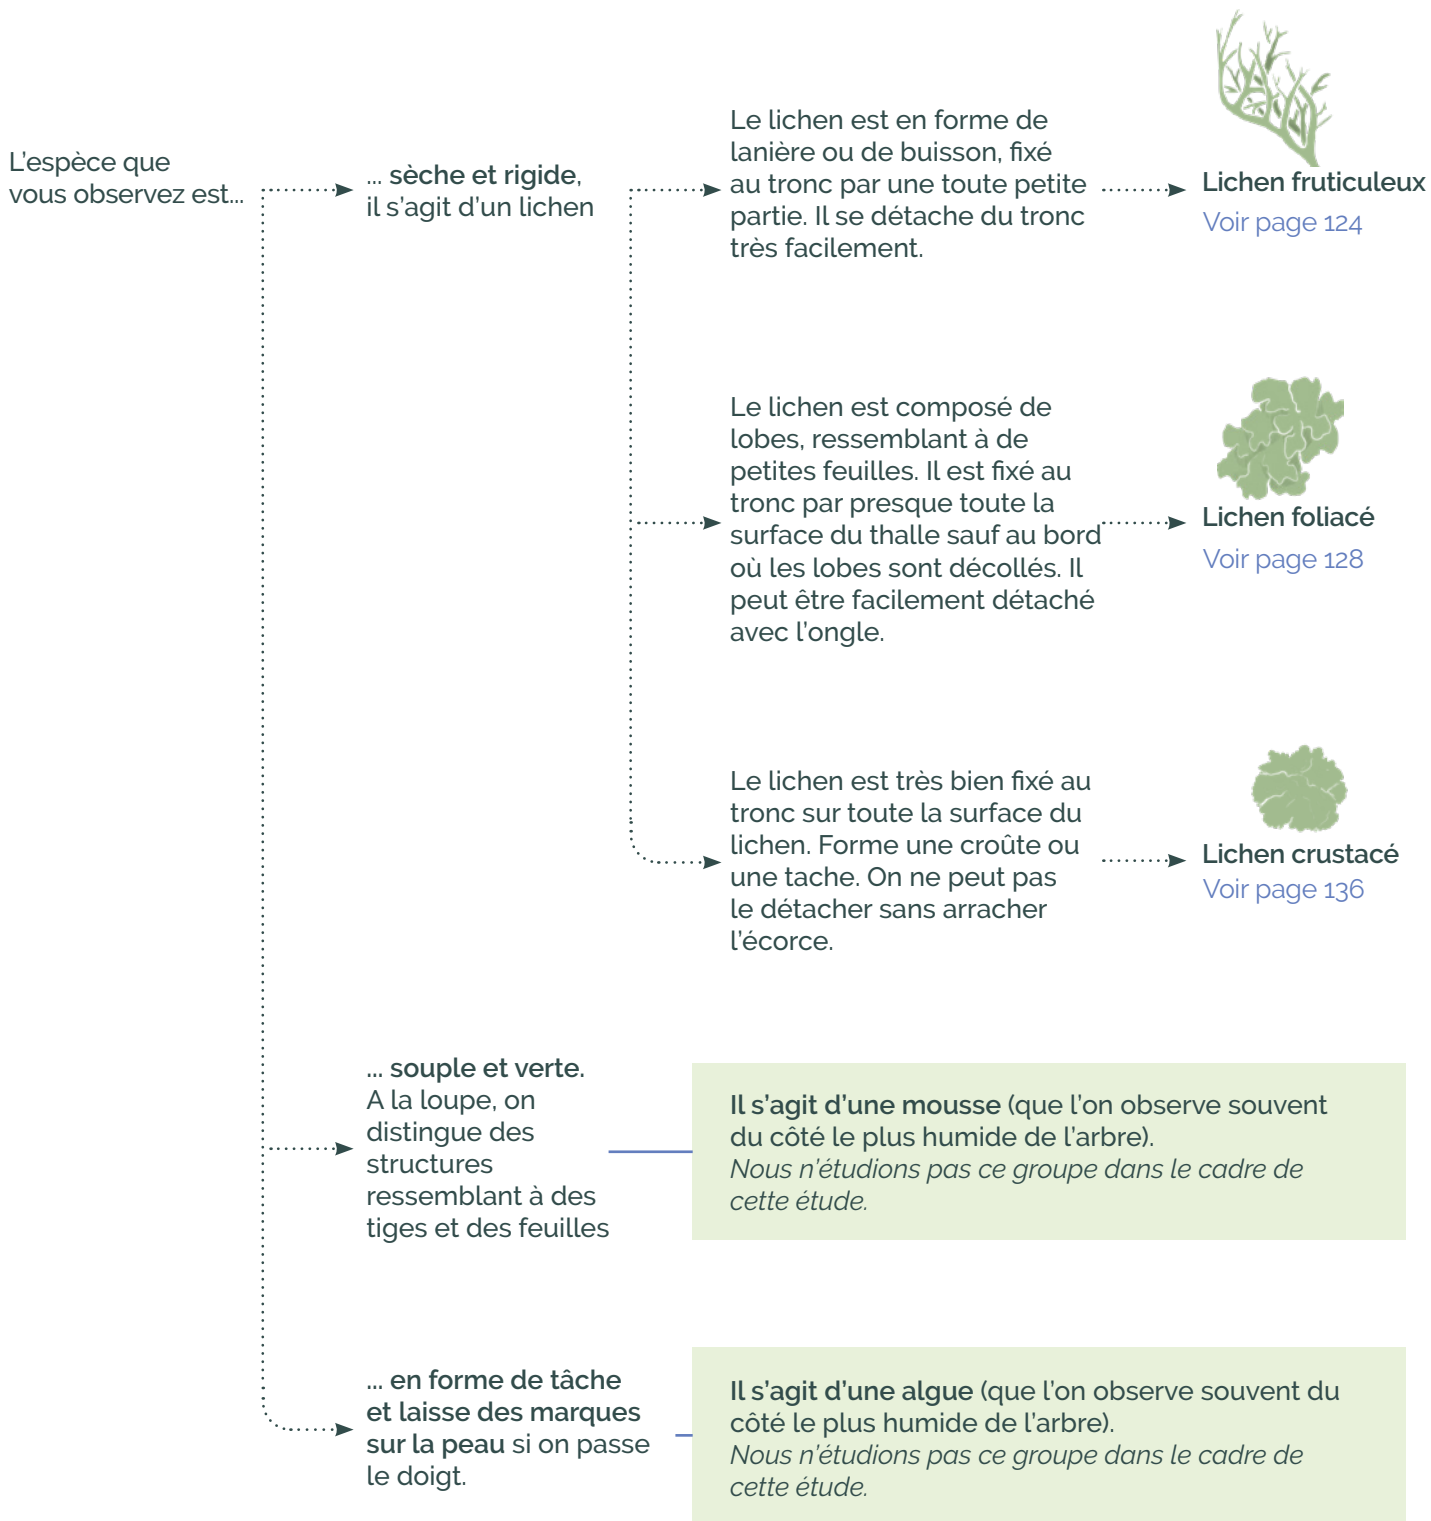 L’espèce que
vous observez est...
... sèche et rigide,
il s’agit d’un lichen
Le lichen est en forme de
lanière ou de buisson, fixé
au tronc par une toute petite
partie. Il se détache du tronc
très facilement.
Lichen fruticuleux
Voir page 124
Le lichen est composé de
lobes, ressemblant à de
petites feuilles. Il est fixé au
tronc par presque toute la
surface du thalle sauf au bord
où les lobes sont décollés. Il
peut être facilement détaché
avec l’ongle.
Lichen foliacé
Voir page 128
Le lichen est très bien fixé au
tronc sur toute la surface du
lichen. Forme une croûte ou
une tache. On ne peut pas
le détacher sans arracher
l’écorce.
Lichen crustacé
Voir page 136
... souple et verte.
A la loupe, on
distingue des
structures
ressemblant à des
tiges et des feuilles
Il s’agit d’une mousse (que l’on observe souvent
du côté le plus humide de l’arbre).
Nous n’étudions pas ce groupe dans le cadre de
cette étude.
... en forme de tâche
et laisse des marques
sur la peau si on passe
le doigt.
Il s’agit d’une algue (que l’on observe souvent du
côté le plus humide de l’arbre).
Nous n’étudions pas ce groupe dans le cadre de
cette étude.